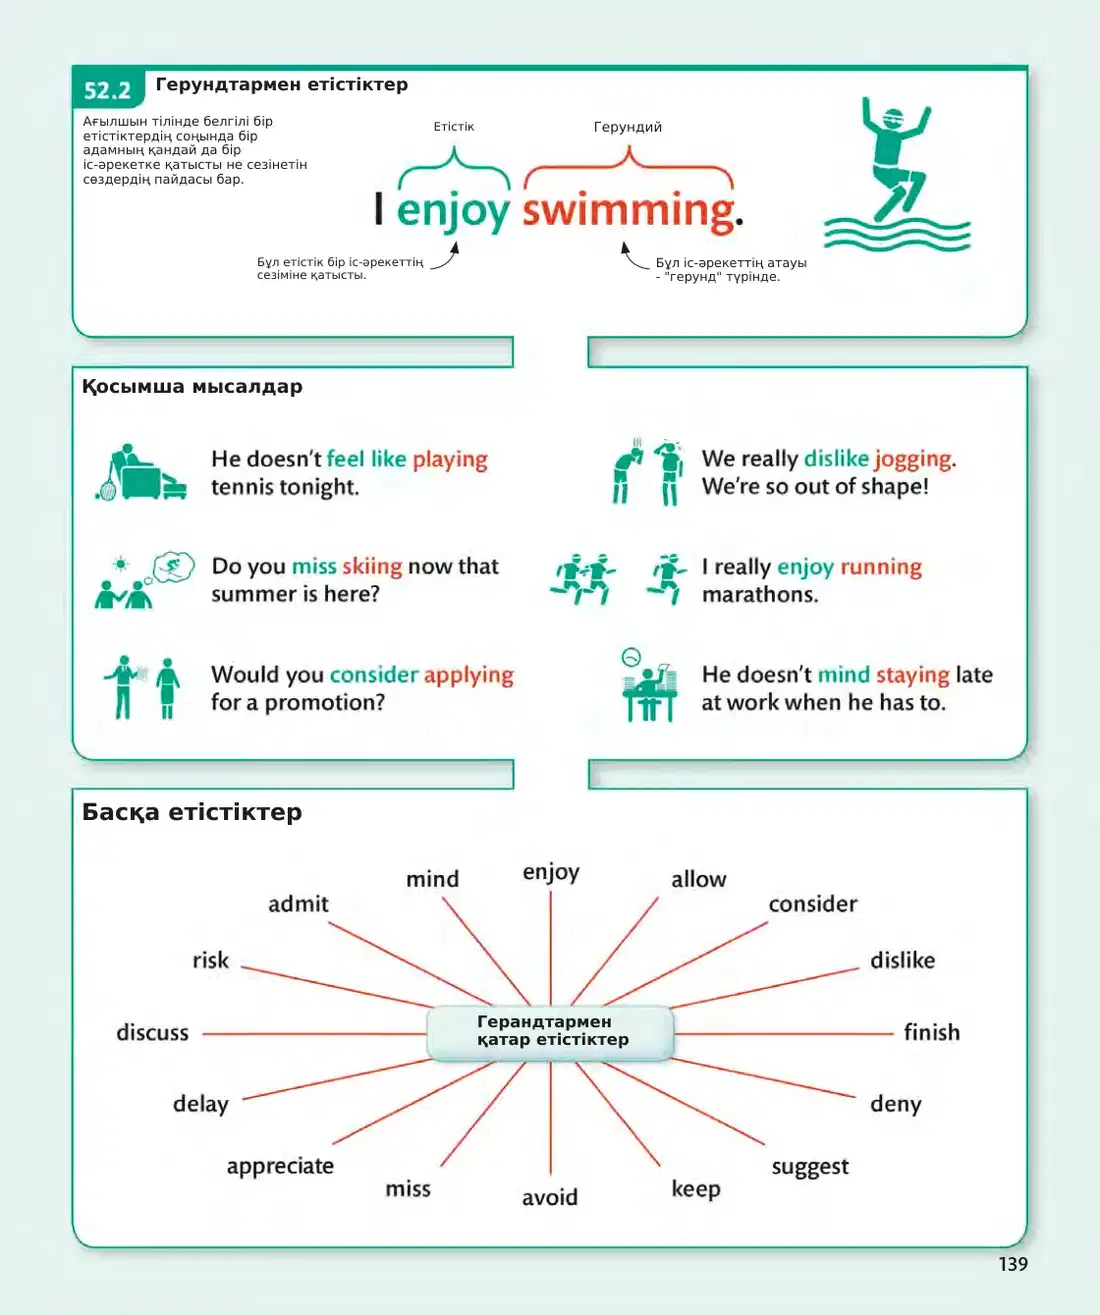 52.2
Герундтармен етістіктер
Ағылшын тілінде белгілі бір
етістіктердің соңында бір
адамның қандай да бір
іс-әрекетке қатысты не сезінетін
сөздердің пайдасы бар.
Етістік
Герундий
I enjoy swimming.
Бұл етістік бір іс-әрекеттің
сезіміне қатысты.
Бұл іс-әрекеттің атауы
- "герунд" түрінде.
Қосымша мысалдар
He doesn't feel like playing
tennis tonight.
We really dislike jogging.
We're so out of shape!
Do you miss skiing now that
summer is here?
I really enjoy running
marathons.
Would you consider applying
for a promotion?
He doesn't mind staying late
at work when he has to.
Басқа етістіктер
enjoy
mind
allow
admit
consider
risk
dislike
discuss
Герандтармен
қатар етістіктер
finish
delay
deny
appreciate
suggest
miss
keep
avoid
139